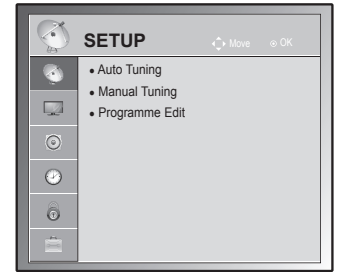 SETUP
Move OK
• Auto Tuning
• Manual Tuning
• Programme Edit